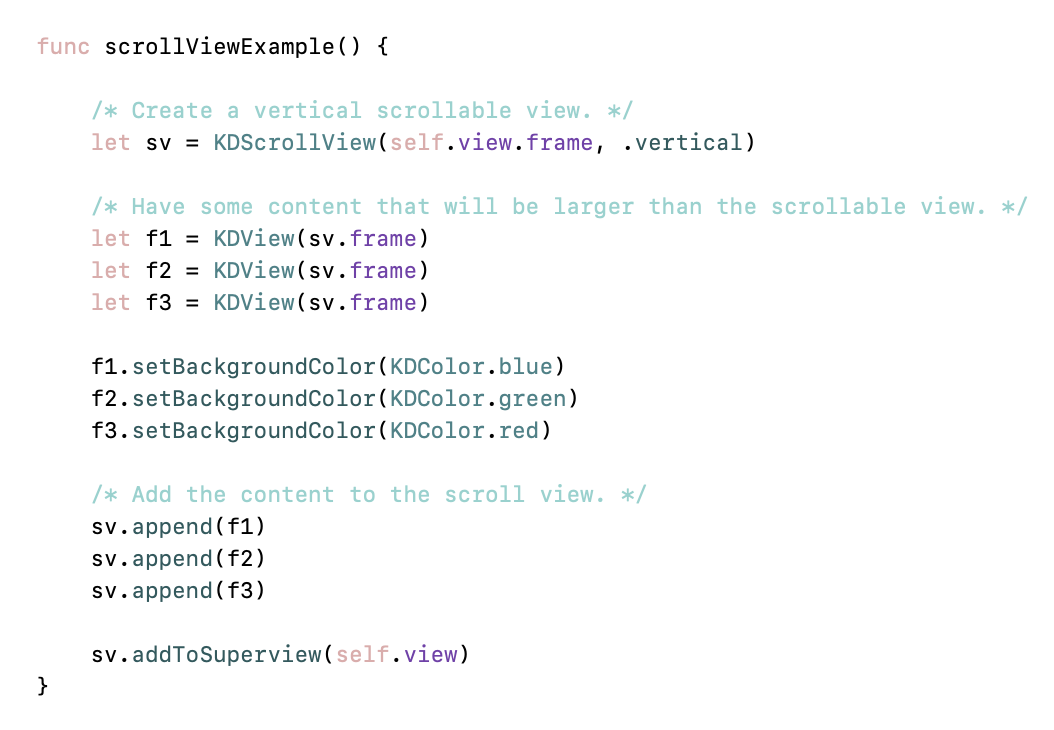 func scrollViewExample() {
/* Create a vertical scrollable view. */
let sv = KDScrollView(self.view.frame, .vertical)
/* Have some content that will be larger than the scrollable view. */
let f1 = KDView(sv.frame)
let f2 = KDView(sv.frame)
let f3 = KDView(sv.frame)
f1.setBackgroundColor(KDColor.blue)
f2.setBackgroundColor(KDColor.green)
f3.setBackgroundColor(KDColor.red)
/* Add the content to the scroll view. */
sv.append(f1)
sv.append(f2)
sv.append(f3)
sv.addToSuperview(self.view)
}